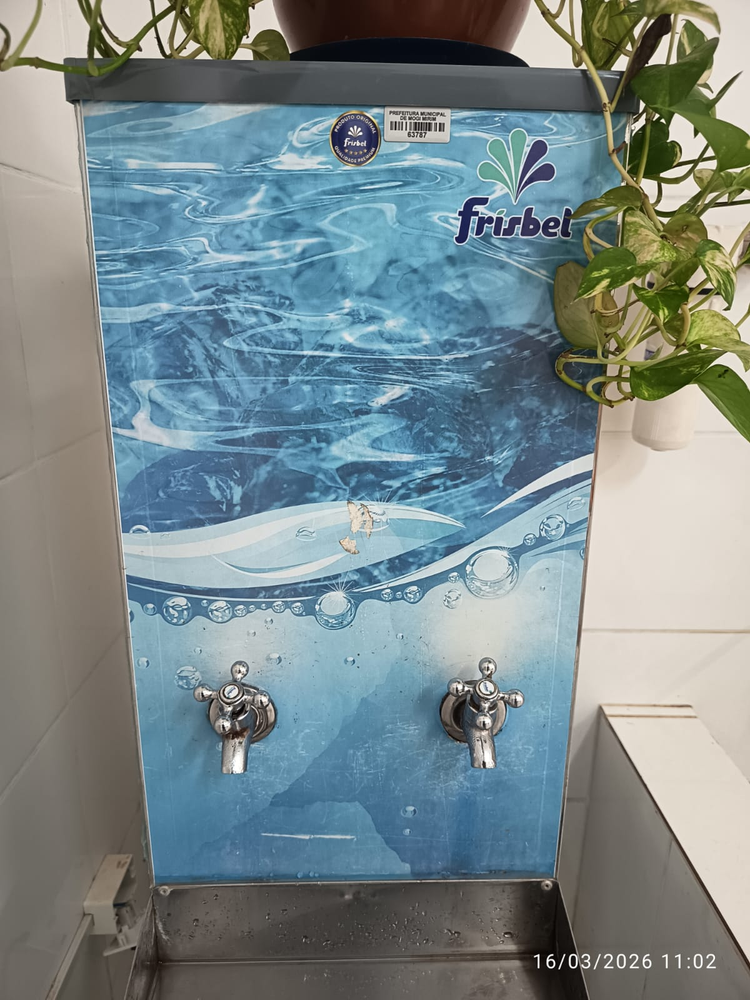 PRODUTO ORIGINAL
frisbel
QUALIDADE PREMIUM
PREFEITURA MUNICIPAL
DE MOGI MIRIM
63787
frisbel
16/03/2026 11:02